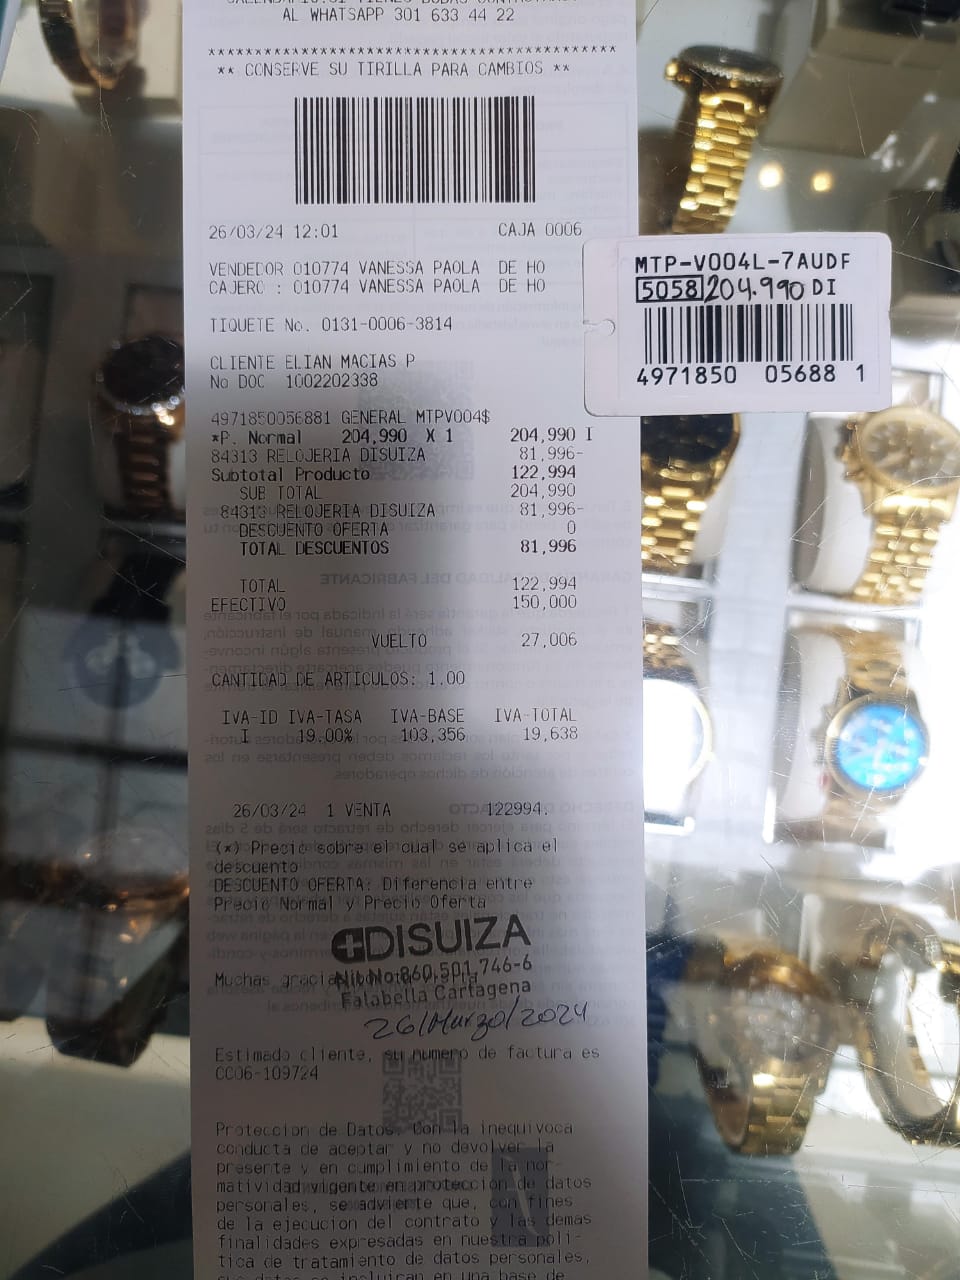 AL WHATSAPP 301 633 44 22
************************************************
** CONSERVE SU TIRILLA PARA CAMBIOS **
26/03/24 12:01 CAJA 0006
VENDEDOR 010774 VANESSA PAOLA DE HO
CAJERO : 010774 VANESSA PAOLA DE HO
TIQUETE No. 0131-0006-3814
CLIENTE ELIAN MACIAS P
No DOC 1002202338
4971850056881 GENERAL MTPV004$
*P. Normal 204,990 X 1 204,990 I
84313 RELOJERIA DISUIZA 81,996-
Subtotal Producto 122,994
SUB TOTAL 204,990
84313 RELOJERIA DISUIZA 81,996-
DESCUENTO OFERTA 0
TOTAL DESCUENTOS 81,996
TOTAL 122,994
EFECTIVO 150,000
VUELTO 27,006
CANTIDAD DE ARTICULOS: 1.00
IVA-ID IVA-TASA IVA-BASE IVA-TOTAL
I 19.00% 103,356 19,638
26/03/24 1 VENTA 122994.
(*) Precio sobre el cual se aplica el
descuento
DESCUENTO OFERTA: Diferencia entre
Precio Normal y Precio Oferta
DISUIZA
Muchas gracias
Nit No: 860.501.746-6
Falabella Cartagena
26/Marzo/2024
Estimado cliente, su numero de factura es
CC06-109724
Proteccion de Datos. Con la inequivoca
conducta de aceptar y no devolver la
presente y en cumplimiento de la nor-
matividad vigente en proteccion de datos
personales, se advierte que, con fines
de la ejecucion del contrato y las demas
finalidades expresadas en nuestra poli-
tica de tratamiento de datos personales,
sus datos se incluiran en una base de
MTP-V004L-7AUDF
5058 204.990 DI
4971850 05688 1